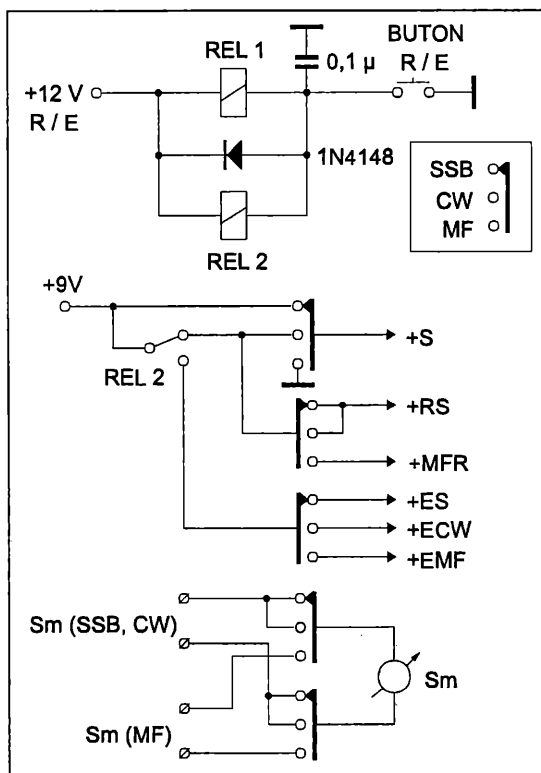 BUTON
R / E
REL 1
0,1 µ
+12 V
R / E
1N4148
REL 2
SSB
CW
MF
+9V
REL 2
+S
+RS
+MFR
+ES
+ECW
+EMF
Sm (SSB, CW)
Sm
Sm (MF)